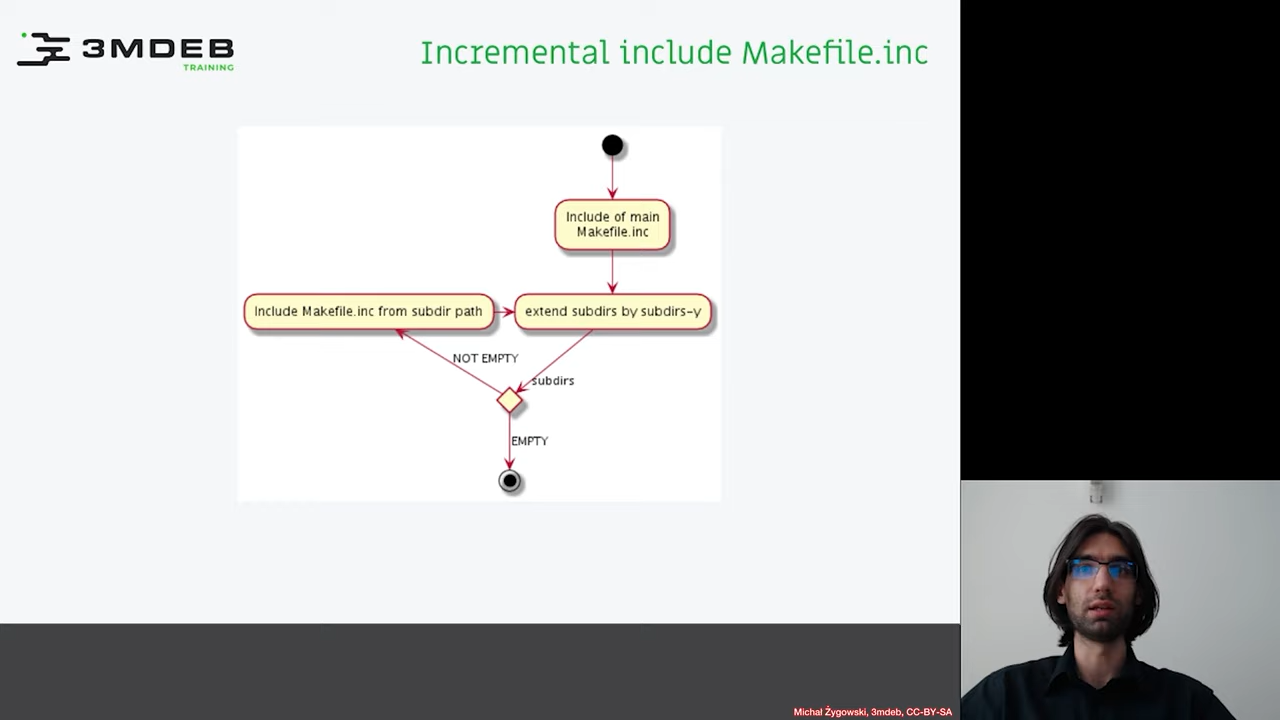 3MDEB
TRAINING
Incremental include Makefile.inc
Include of main
Makefile.inc
Include Makefile.inc from subdir path
extend subdirs by subdirs-y
NOT EMPTY
subdirs
EMPTY
Michał Żygowski, 3mdeb, CC-BY-SA